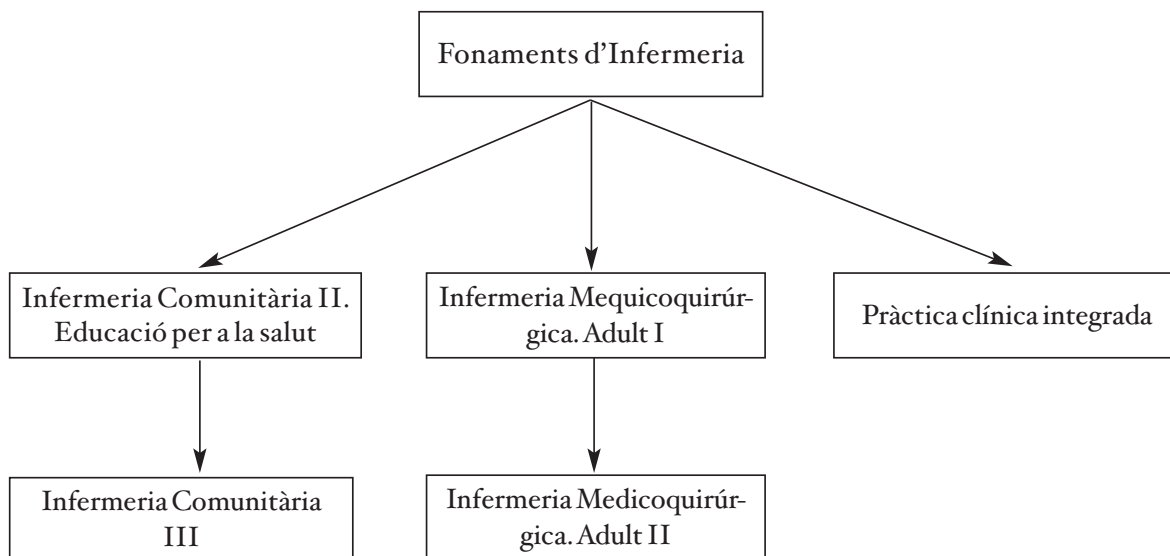 Fonaments d’Infermeria
Infermeria Comunitària II.
Educació per a la salut
Infermeria Mequicoquirúr-
gica. Adult I
Pràctica clínica integrada
Infermeria Comunitària
III
Infermeria Medicoquirúr-
gica. Adult II